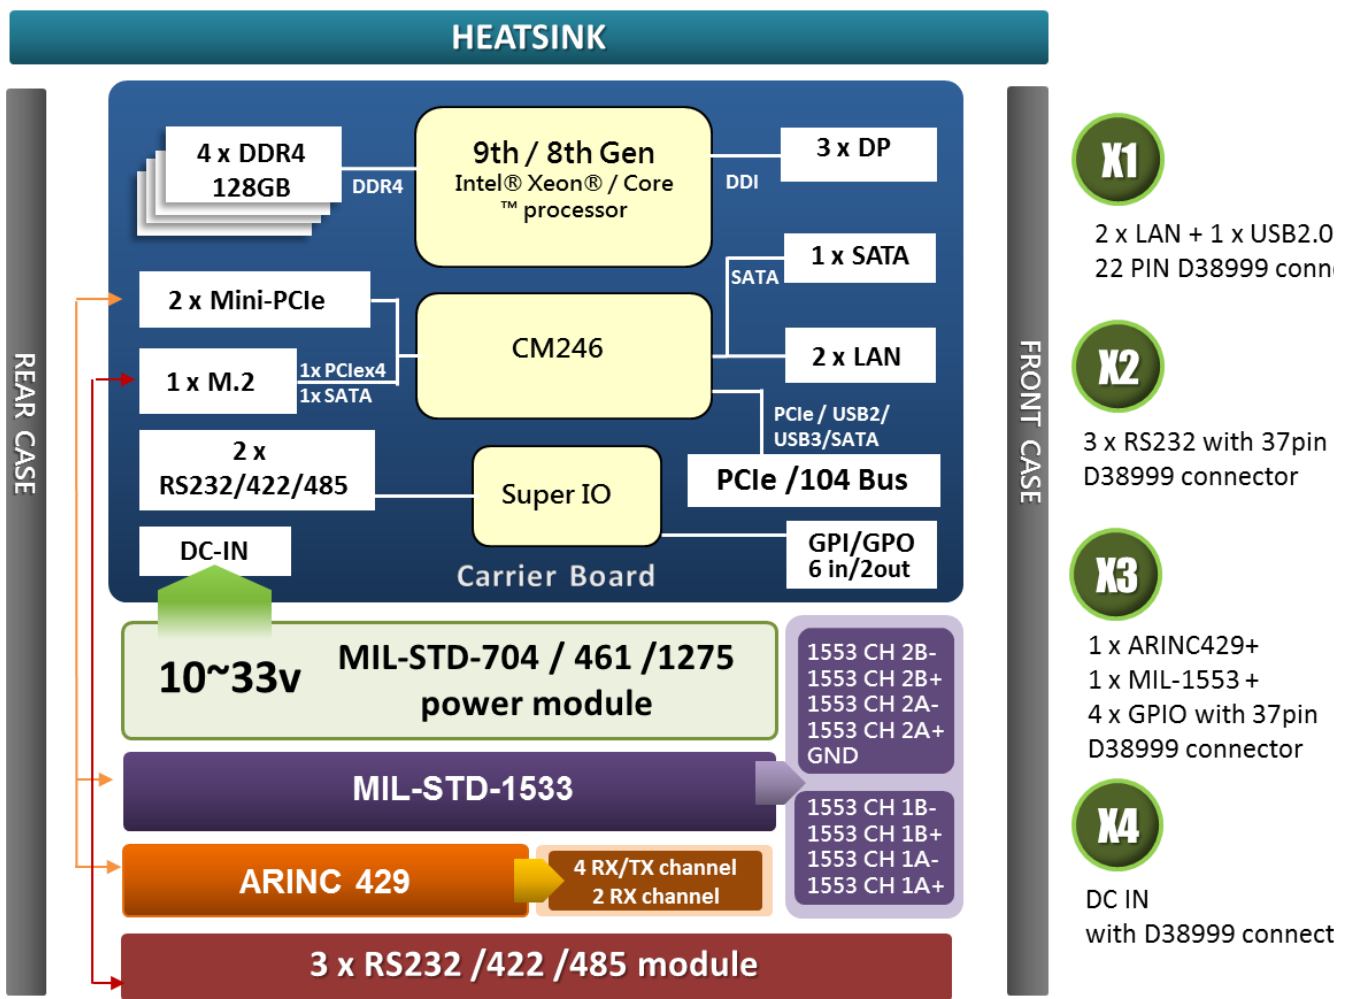 HEATSINK
REAR CASE
4 x DDR4
128GB
DDR4
9th / 8th Gen
Intel® Xeon® / Core
™ processor
DDI
3 x DP
1 x SATA
SATA
2 x Mini-PCIe
CM246
2 x LAN
1 x M.2
1x PCIex4
1x SATA
PCIe / USB2/
USB3/SATA
2 x
RS232/422/485
Super IO
PCIe /104 Bus
DC-IN
GPI/GPO
6 in/2out
Carrier Board
10~33v
MIL-STD-704 / 461 /1275
power module
1553 CH 2B-
1553 CH 2B+
1553 CH 2A-
1553 CH 2A+
GND
MIL-STD-1533
1553 CH 1B-
1553 CH 1B+
1553 CH 1A-
1553 CH 1A+
ARINC 429
4 RX/TX channel
2 RX channel
3 x RS232 /422 /485 module
FRONT CASE
X1
2 x LAN + 1 x USB2.0
22 PIN D38999 conn
X2
3 x RS232 with 37pin
D38999 connector
X3
1 x ARINC429+
1 x MIL-1553 +
4 x GPIO with 37pin
D38999 connector
X4
DC IN
with D38999 connect